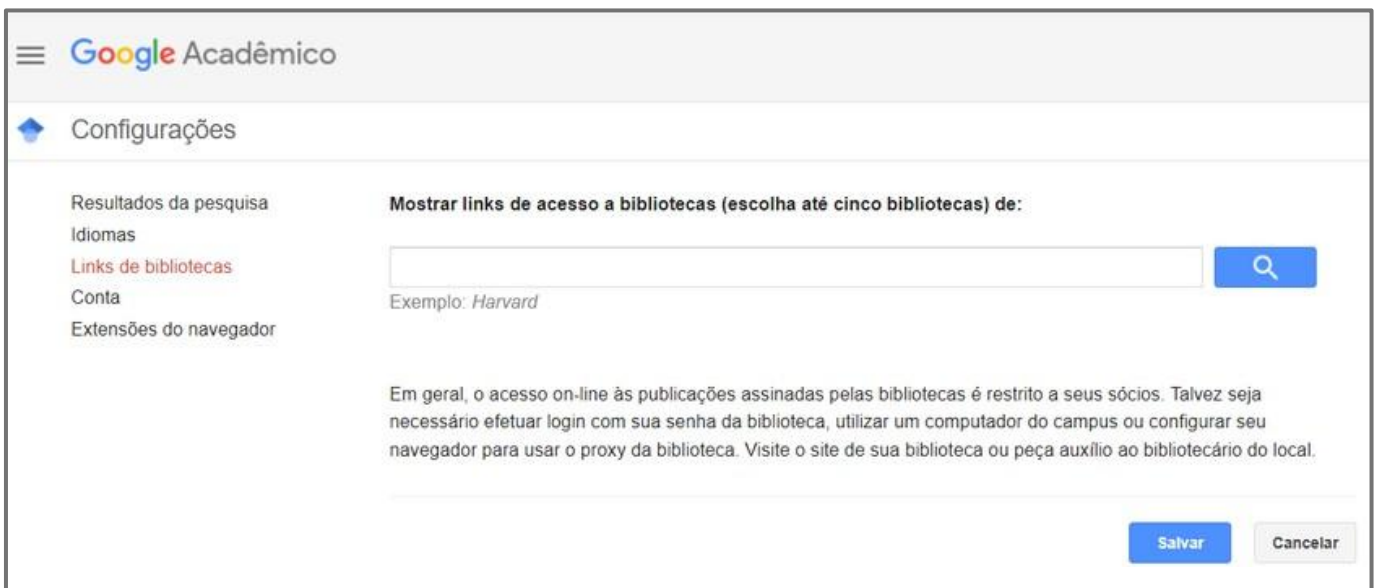 Google Acadêmico
Configurações
Resultados da pesquisa
Idiomas
Links de bibliotecas
Conta
Extensões do navegador
Mostrar links de acesso a bibliotecas (escolha até cinco bibliotecas) de:
Exemplo: Harvard
Em geral, o acesso on-line às publicações assinadas pelas bibliotecas é restrito a seus sócios. Talvez seja
necessário efetuar login com sua senha da biblioteca, utilizar um computador do campus ou configurar seu
navegador para usar o proxy da biblioteca. Visite o site de sua biblioteca ou peça auxílio ao bibliotecário do local.
Salvar
Cancelar